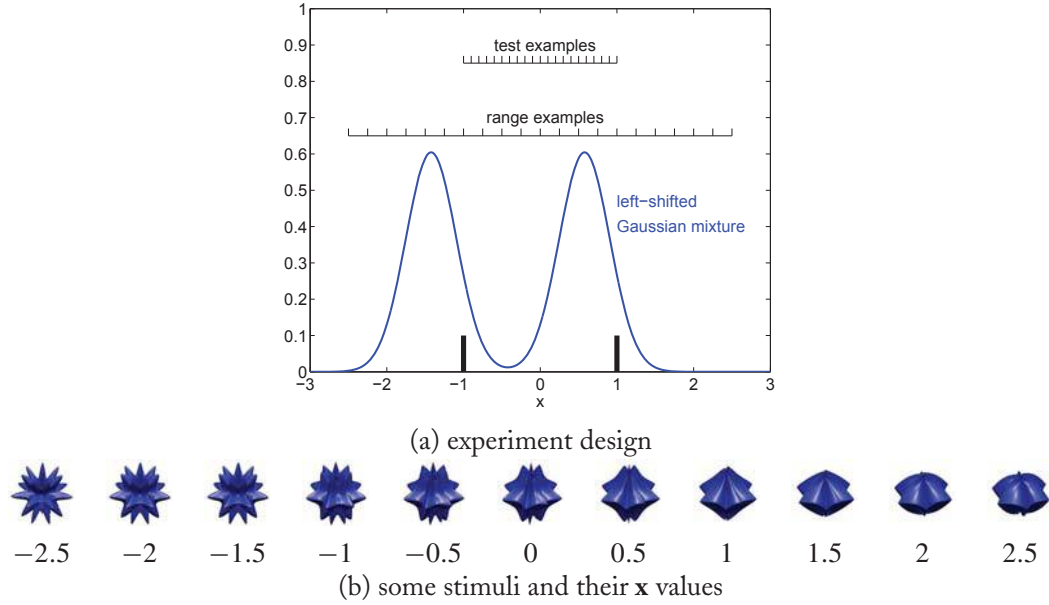 1
0.9
test examples
0.8
0.7
range examples
0.6
0.5
left−shifted
Gaussian mixture
0.4
0.3
0.2
0.1
0
−3 −2 −1 0 1 2 3
x
(a) experiment design
−2.5 −2 −1.5 −1 −0.5 0 0.5 1 1.5 2 2.5
(b) some stimuli and their x values